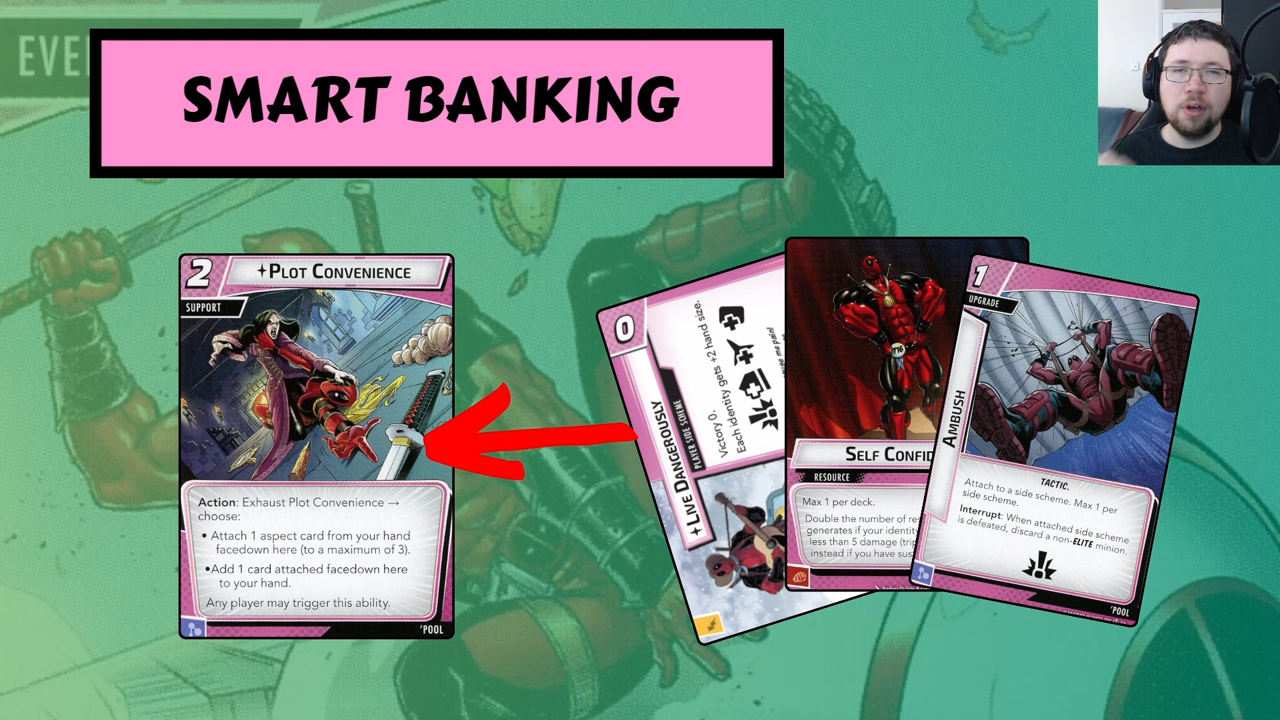 EVE
SMART BANKING
2
PLOT CONVENIENCE
SUPPORT
Action: Exhaust Plot Convenience →
choose:
• Attach 1 aspect card from your hand
facedown here (to a maximum of 3).
• Add 1 card attached facedown here
to your hand.
Any player may trigger this ability.
'POOL
0
LIVE DANGEROUSLY
PLAYER SIDE SCHEME
Victory 0.
Each identity gets +2 hand size.
SELF CONFID
RESOURCE
Max 1 per deck.
Double the number of res
generates if your identity
less than 5 damage (trip
instead if you have sus
1
UPGRADE
AMBUSH
TACTIC.
Attach to a side scheme. Max 1 per
side scheme.
Interrupt: When attached side scheme
is defeated, discard a non-ELITE minion.
'POOL